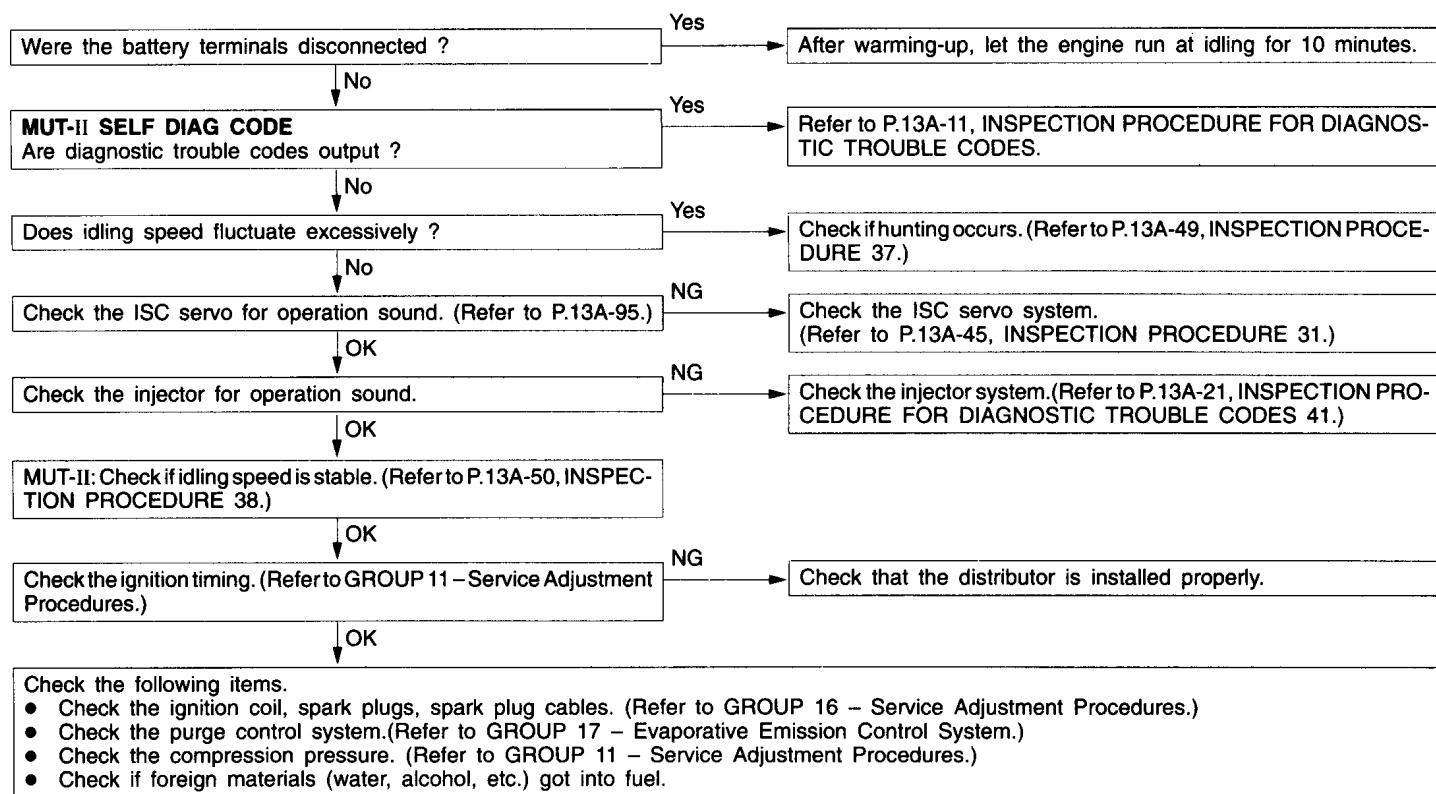 Were the battery terminals disconnected ?
Yes
After warming-up, let the engine run at idling for 10 minutes.
No
MUT-II SELF DIAG CODE
Are diagnostic trouble codes output ?
Yes
Refer to P.13A-11, INSPECTION PROCEDURE FOR DIAGNOS-
TIC TROUBLE CODES.
No
Does idling speed fluctuate excessively ?
Yes
Check if hunting occurs. (Refer to P.13A-49, INSPECTION PROCE-
DURE 37.)
No
Check the ISC servo for operation sound. (Refer to P.13A-95.)
NG
Check the ISC servo system.
(Refer to P.13A-45, INSPECTION PROCEDURE 31.)
OK
Check the injector for operation sound.
NG
Check the injector system.(Refer to P.13A-21, INSPECTION PRO-
CEDURE FOR DIAGNOSTIC TROUBLE CODES 41.)
OK
MUT-II: Check if idling speed is stable. (Refer to P.13A-50, INSPEC-
TION PROCEDURE 38.)
OK
Check the ignition timing. (Refer to GROUP 11 – Service Adjustment
Procedures.)
NG
Check that the distributor is installed properly.
OK
Check the following items.
● Check the ignition coil, spark plugs, spark plug cables. (Refer to GROUP 16 – Service Adjustment Procedures.)
● Check the purge control system.(Refer to GROUP 17 – Evaporative Emission Control System.)
● Check the compression pressure. (Refer to GROUP 11 – Service Adjustment Procedures.)
● Check if foreign materials (water, alcohol, etc.) got into fuel.